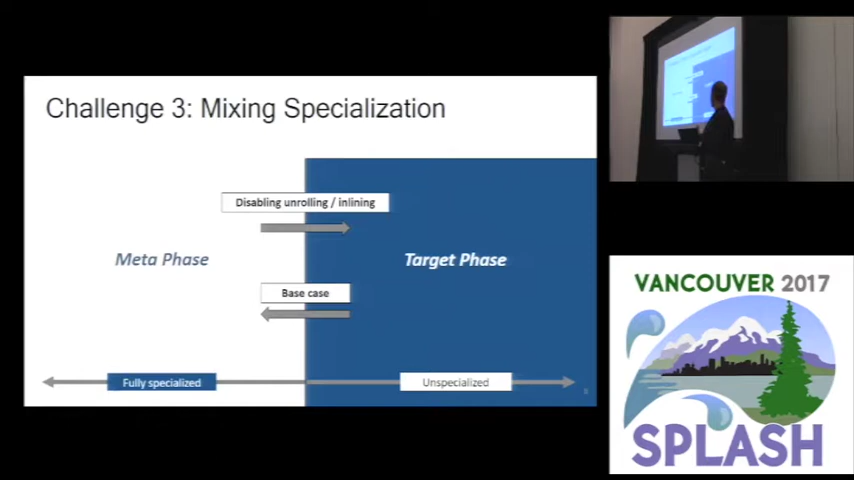 Challenge 3: Mixing Specialization
Disabling unrolling / inlining
Meta Phase
Target Phase
Base case
Fully specialized
Unspecialized
8
VANCOUVER 2017
SPLASH